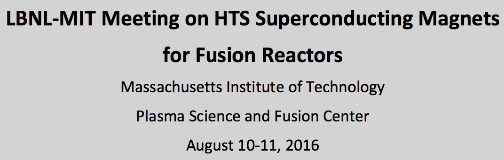 LBNL-MIT Meeting on HTS Superconducting Magnets
for Fusion Reactors
Massachusetts Institute of Technology
Plasma Science and Fusion Center
August 10-11, 2016